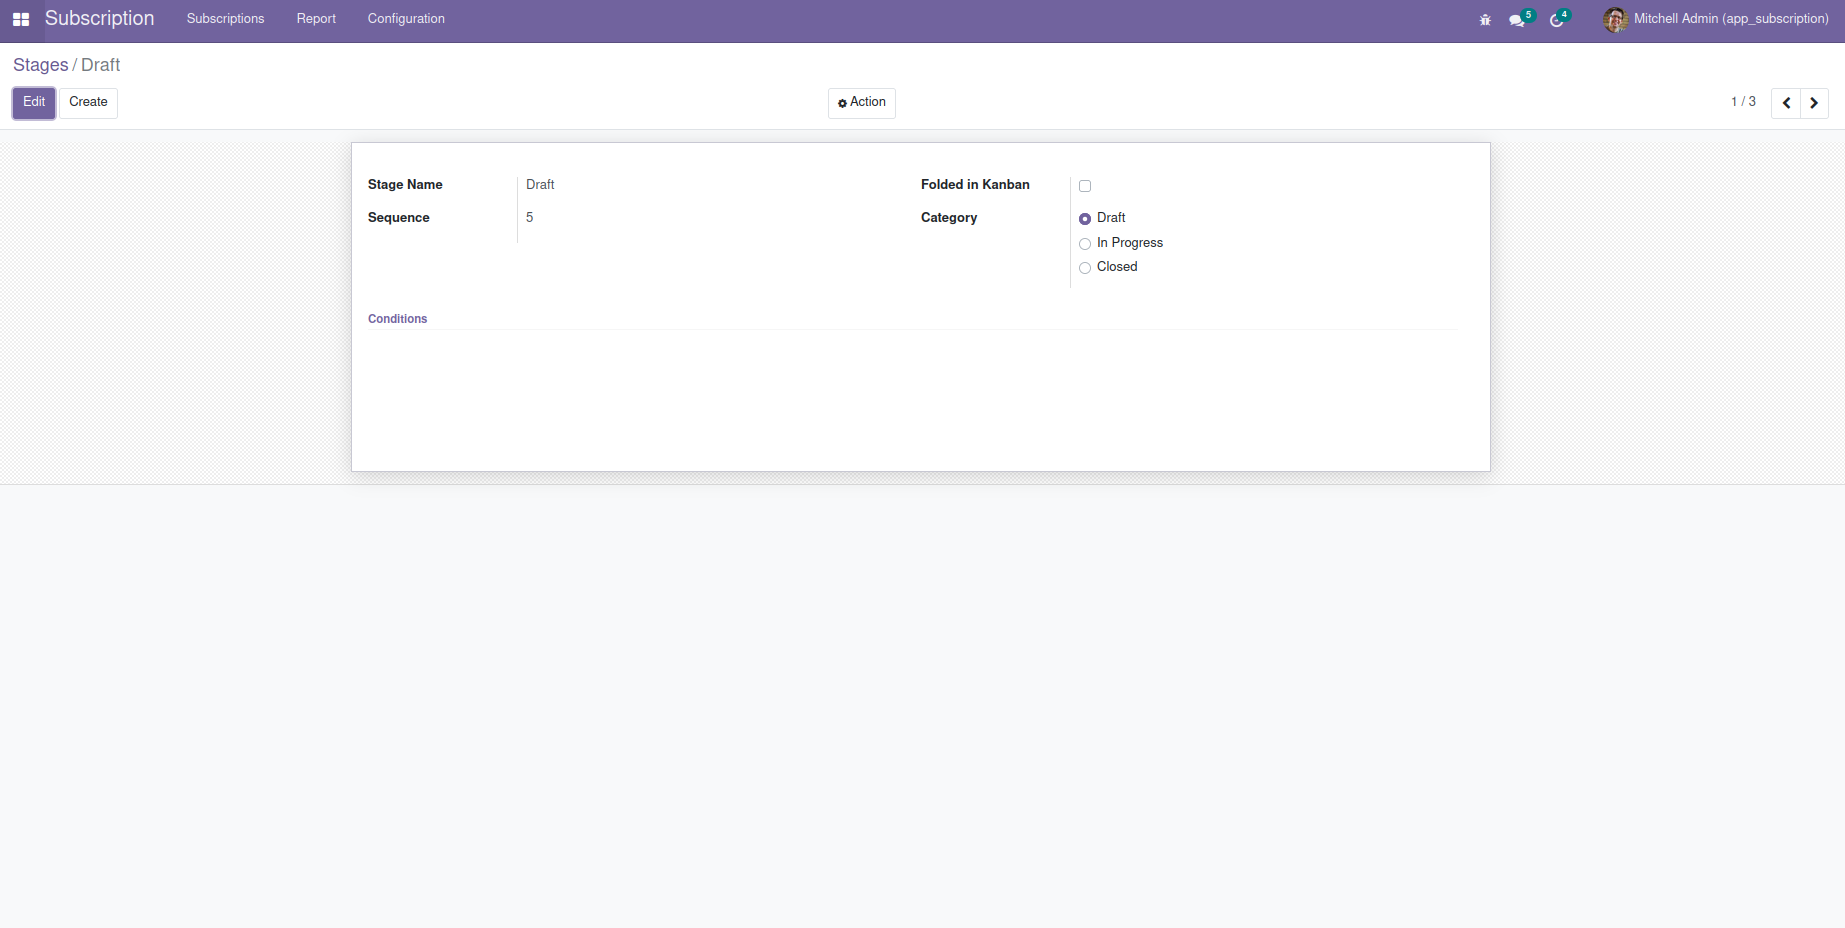 Subscription Subscriptions Report Configuration 5 4 Mitchell Admin (app_subscription)
Stages / Draft
Edit Create Action 1 / 3
Stage Name Draft Folded in Kanban
Sequence 5 Category Draft
In Progress
Closed
Conditions